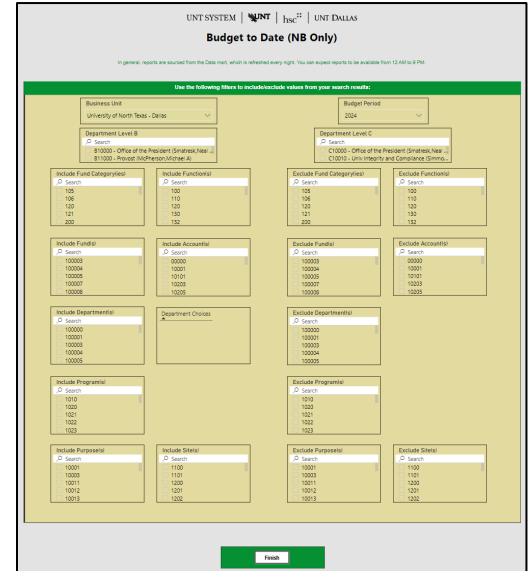 UNT SYSTEM | UNT | hsc | UNT DALLAS
Budget to Date (NB Only)
In general, reports are sourced from the Data mart, which is refreshed every night. You can expect reports to be available from 12 AM to 9 PM.
Use the following filters to include/exclude values from your search results:
Business Unit
University of North Texas - Dallas
Budget Period
2024
Department Level B
Search
B10000 - Office of the President (Smatresk,Neal ...
B11000 - Provost (McPherson,Michael A)
Department Level C
Search
C10000 - Office of the President (Smatresk,Neal ...
C10010 - Univ Integrity and Compliance (Simmo...
Include Fund Category(ies)
Search
105
106
120
121
200
Include Function(s)
Search
100
110
120
130
132
Exclude Fund Category(ies)
Search
105
106
120
121
200
Exclude Function(s)
Search
100
110
120
130
132
Include Fund(s)
Search
100003
100004
100005
100007
100008
Include Account(s)
Search
00000
10001
10101
10203
10205
Exclude Fund(s)
Search
100003
100004
100005
100007
100008
Exclude Account(s)
Search
00000
10001
10101
10203
10205
Include Department(s)
Search
100000
100001
100003
100004
100005
Department Choices
Exclude Department(s)
Search
100000
100001
100003
100004
100005
Include Program(s)
Search
1010
1020
1021
1022
1023
Exclude Program(s)
Search
1010
1020
1021
1022
1023
Include Purpose(s)
Search
10001
10003
10011
10012
10013
Include Site(s)
Search
1100
1101
1200
1201
1202
Exclude Purpose(s)
Search
10001
10003
10011
10012
10013
Exclude Site(s)
Search
1100
1101
1200
1201
1202
Finish